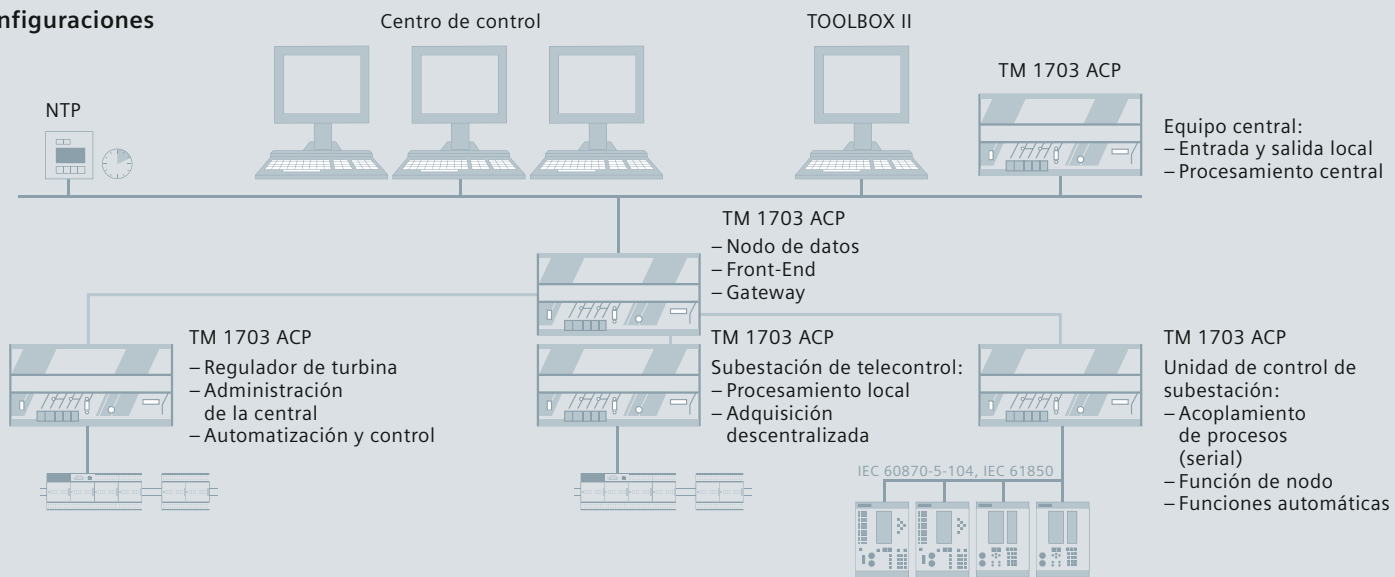 nfiguraciones
Centro de control
TOOLBOX II
TM 1703 ACP
NTP
Equipo central:
– Entrada y salida local
– Procesamiento central
TM 1703 ACP
– Nodo de datos
– Front-End
– Gateway
TM 1703 ACP
– Regulador de turbina
– Administración
de la central
– Automatización y control
TM 1703 ACP
Subestación de telecontrol:
– Procesamiento local
– Adquisición
descentralizada
TM 1703 ACP
Unidad de control de
subestación:
– Acoplamiento
de procesos
(serial)
– Función de nodo
– Funciones automáticas
IEC 60870-5-104, IEC 61850